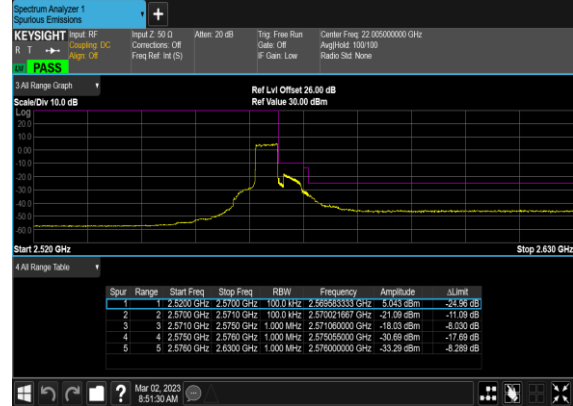 Spectrum Analyzer 1
Spurious Emissions
+
KEYSIGHT Input: RF Input Z: 50 Ω Atten: 20 dB Trig: Free Run Center Freq: 22.005000000 GHz
R T Coupling: DC Corrections: Off Gate: Off Avg|Hold: 100/100
Align: Off Freq Ref: Int (S) IF Gain: Low Radio Std: None
PASS
3 All Range Graph
Ref Lvl Offset 26.00 dB
Scale/Div 10.0 dB Ref Value 30.00 dBm
Log
20.0
10.0
0.00
-10.0
-20.0
-30.0
-40.0
-50.0
-60.0
Start 2.520 GHz Stop 2.630 GHz
4 All Range Table
Spur Range Start Freq Stop Freq RBW Frequency Amplitude ΔLimit
1 1 2.5200 GHz 2.5700 GHz 100.0 kHz 2.569583333 GHz 5.043 dBm -24.96 dB
2 2 2.5700 GHz 2.5710 GHz 100.0 kHz 2.570021667 GHz -21.09 dBm -11.09 dB
3 3 2.5710 GHz 2.5750 GHz 1.000 MHz 2.571060000 GHz -18.03 dBm -8.030 dB
4 4 2.5750 GHz 2.5760 GHz 1.000 MHz 2.575055000 GHz -30.69 dBm -17.69 dB
5 5 2.5760 GHz 2.6300 GHz 1.000 MHz 2.576000000 GHz -33.29 dBm -8.289 dB
? Mar 02, 2023
8:51:30 AM